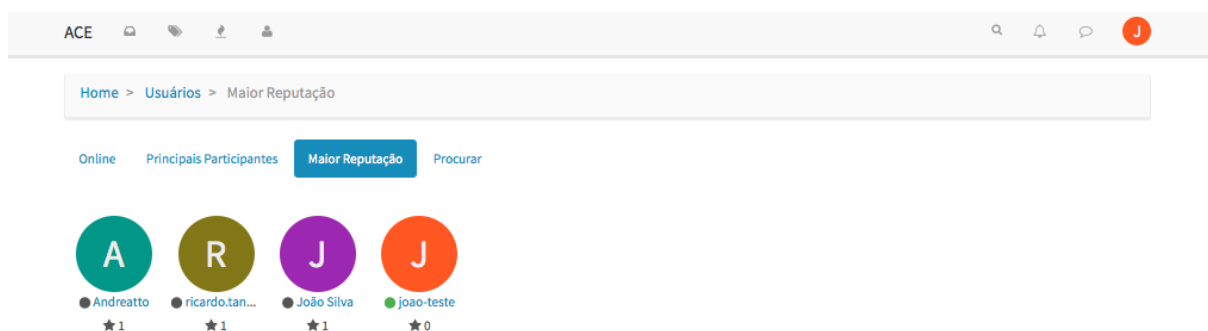 ACE J
Home > Usuários > Maior Reputação
Online Principais Participantes Maior Reputação Procurar
A R J J
Andreatto ricardo.tan... João Silva joao-teste
1 1 1 0